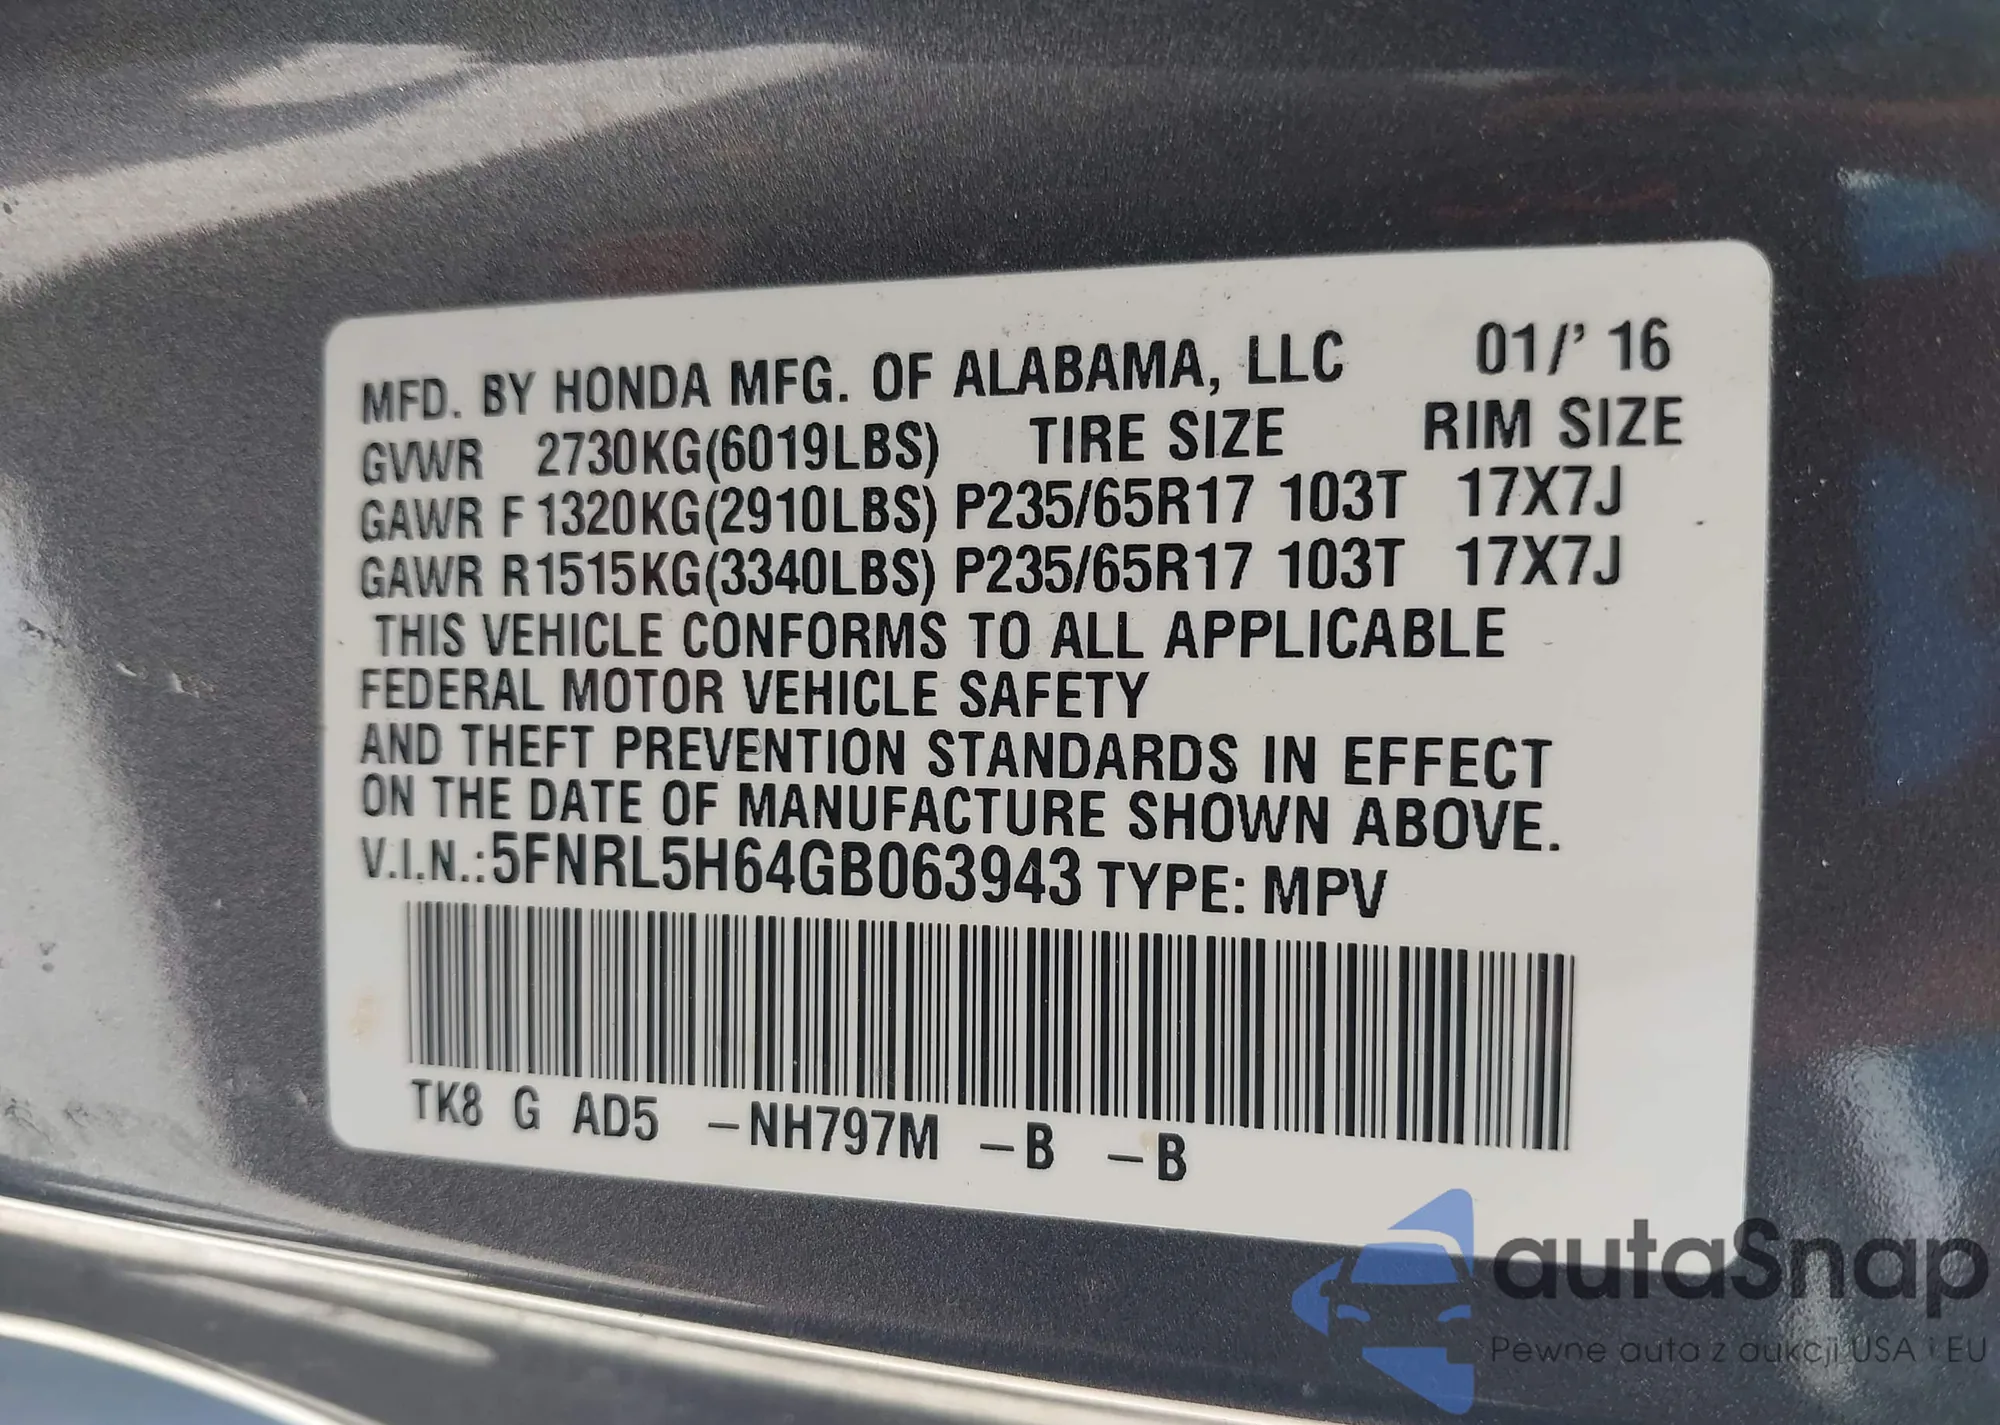 MFD. BY HONDA MFG. OF ALABAMA, LLC 01/' 16
GVWR 2730KG(6019LBS) TIRE SIZE RIM SIZE
GAWR F 1320KG(2910LBS) P235/65R17 103T 17X7J
GAWR R1515KG(3340LBS) P235/65R17 103T 17X7J
THIS VEHICLE CONFORMS TO ALL APPLICABLE
FEDERAL MOTOR VEHICLE SAFETY
AND THEFT PREVENTION STANDARDS IN EFFECT
ON THE DATE OF MANUFACTURE SHOWN ABOVE.
V.I.N.:5FNRL5H64GB063943 TYPE: MPV
TK8 G AD5 –NH797M –B –B
autaSnap
Pewne auta z aukcji USA i EU